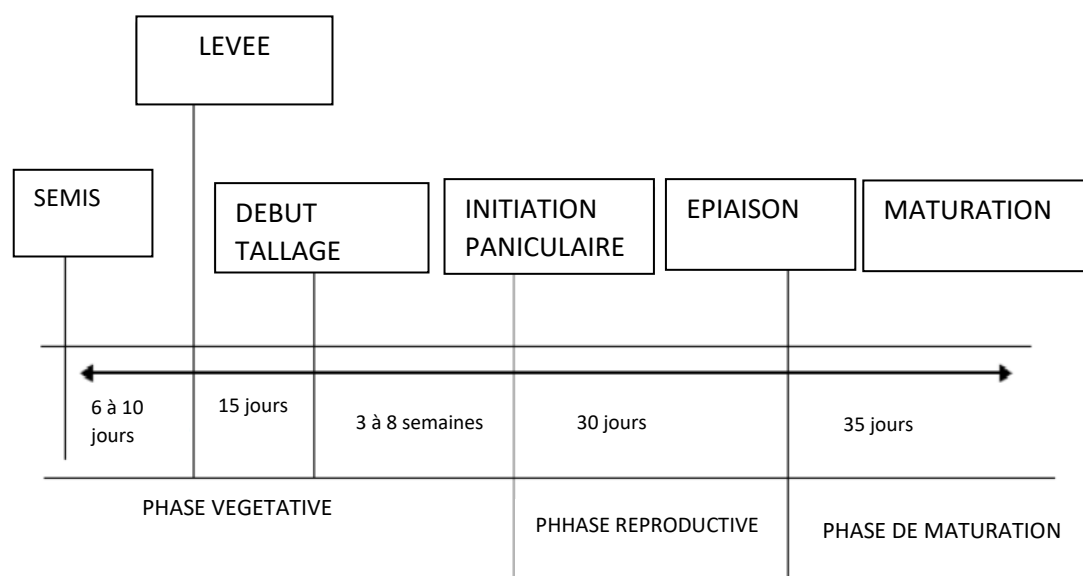 LEVEE
SEMIS
DEBUT
TALLAGE
INITIATION
PANICULAIRE
EPIAISON
MATURATION
6 à 10
jours
15 jours
3 à 8 semaines
30 jours
35 jours
PHASE VEGETATIVE
PHHASE REPRODUCTIVE
PHASE DE MATURATION